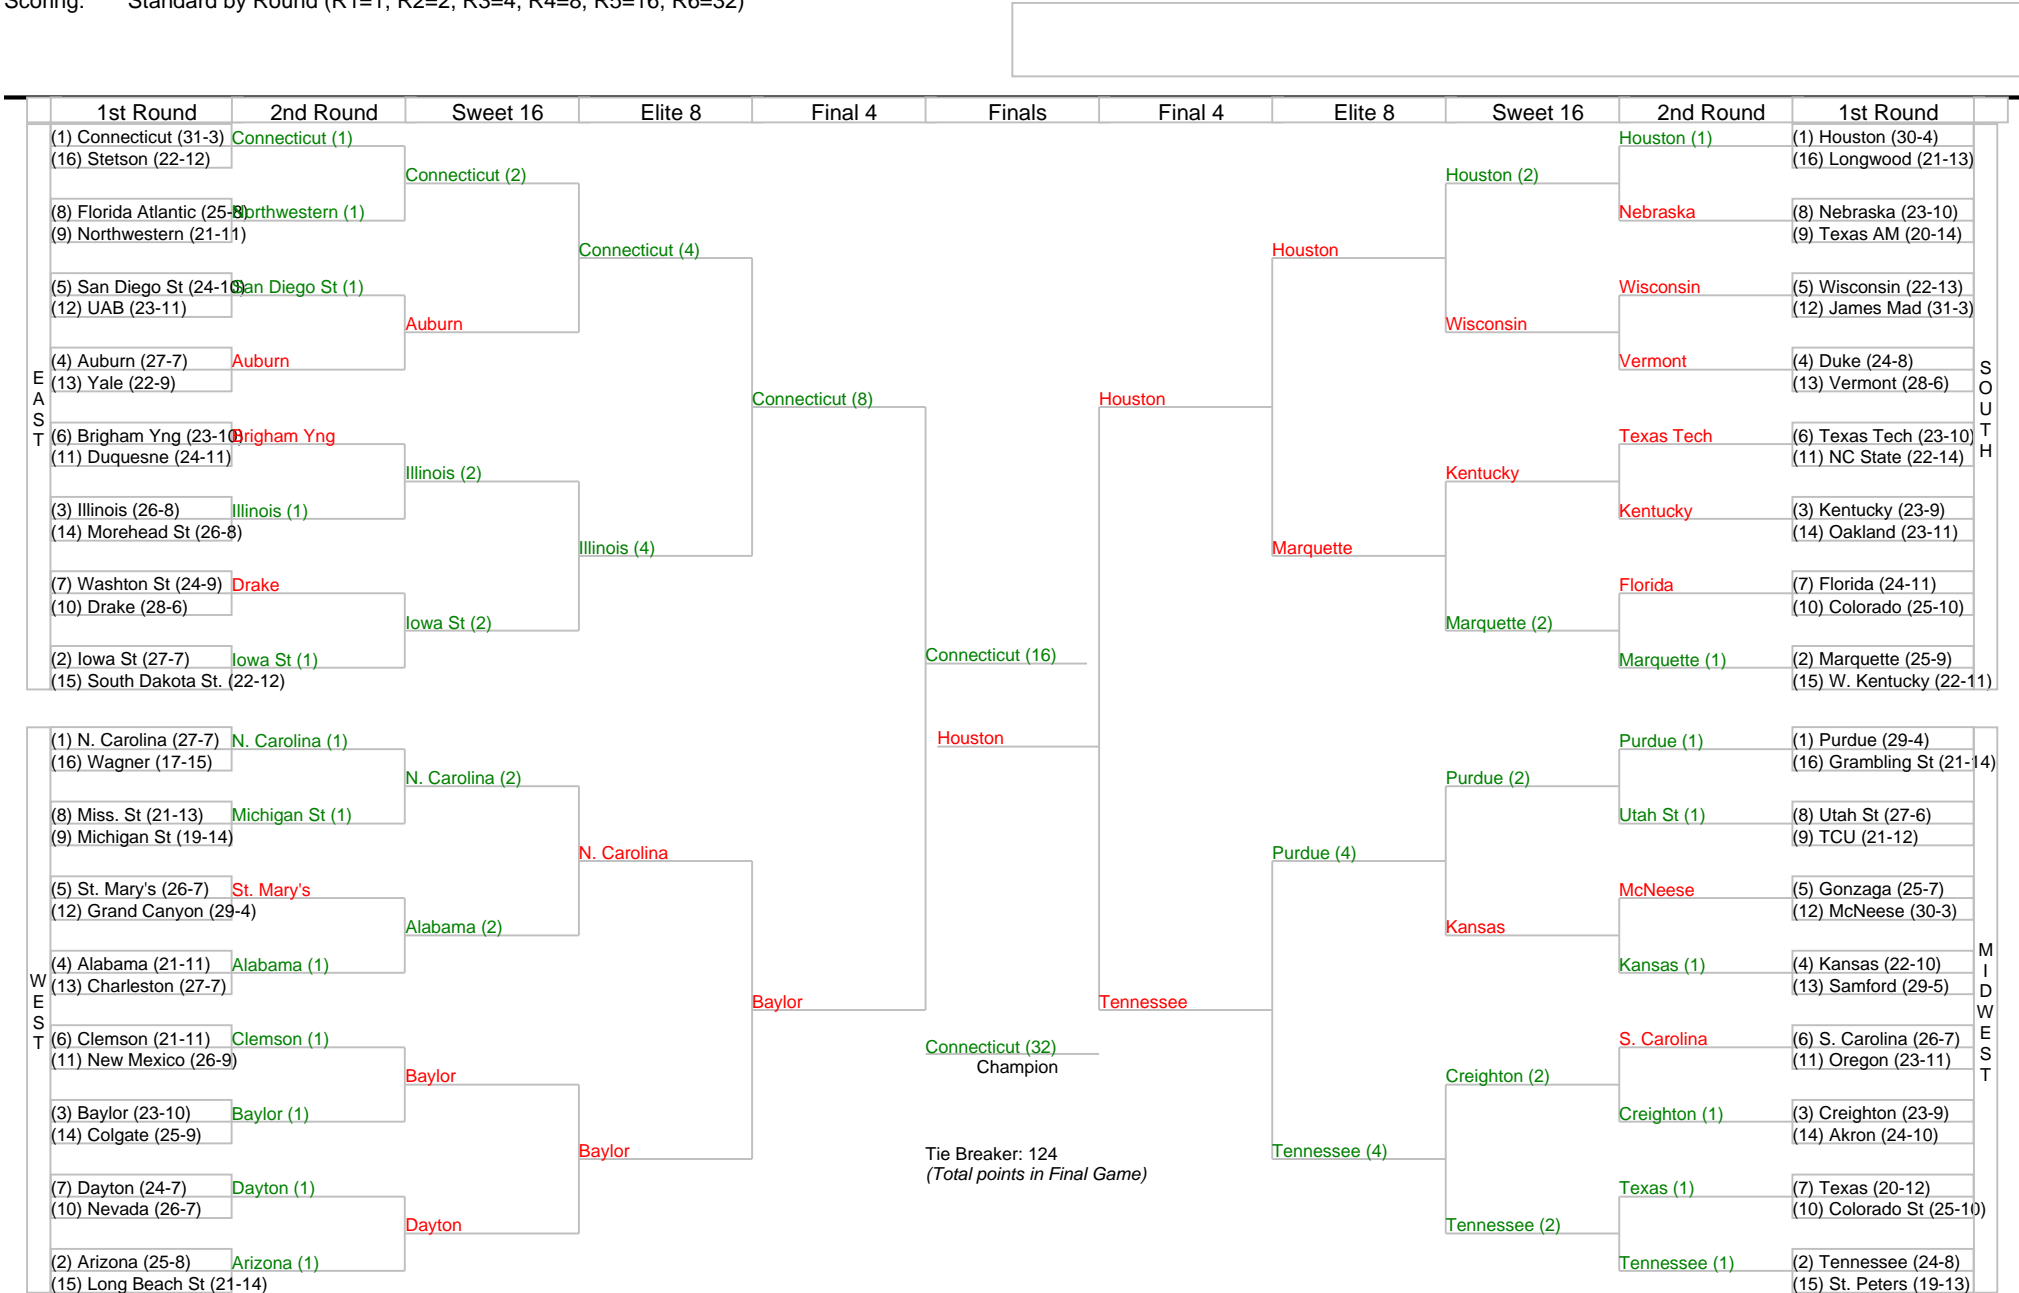 Scoring: Standard by Round (R1=1, R2=2, R3=4, R4=8, R5=16, R6=32)
1st Round 2nd Round Sweet 16 Elite 8 Final 4 Finals Final 4 Elite 8 Sweet 16 2nd Round 1st Round
EAST
(1) Connecticut (31-3)
(16) Stetson (22-12)
(8) Florida Atlantic (25-8)
(9) Northwestern (21-11)
(5) San Diego St (24-10)
(12) UAB (23-11)
(4) Auburn (27-7)
(13) Yale (22-9)
(6) Brigham Yng (23-10)
(11) Duquesne (24-11)
(3) Illinois (26-8)
(14) Morehead St (26-8)
(7) Washton St (24-9)
(10) Drake (28-6)
(2) Iowa St (27-7)
(15) South Dakota St. (22-12)
Connecticut (1)
Northwestern (1)
San Diego St (1)
Auburn
Brigham Yng
Illinois (1)
Drake
Iowa St (1)
Connecticut (2)
Auburn
Illinois (2)
Iowa St (2)
Connecticut (4)
Illinois (4)
Connecticut (8)
WEST
(1) N. Carolina (27-7)
(16) Wagner (17-15)
(8) Miss. St (21-13)
(9) Michigan St (19-14)
(5) St. Mary's (26-7)
(12) Grand Canyon (29-4)
(4) Alabama (21-11)
(13) Charleston (27-7)
(6) Clemson (21-11)
(11) New Mexico (26-9)
(3) Baylor (23-10)
(14) Colgate (25-9)
(7) Dayton (24-7)
(10) Nevada (26-7)
(2) Arizona (25-8)
(15) Long Beach St (21-14)
N. Carolina (1)
Michigan St (1)
St. Mary's
Alabama (1)
Clemson (1)
Baylor (1)
Dayton (1)
Arizona (1)
N. Carolina (2)
Alabama (2)
Baylor
Dayton
N. Carolina
Baylor
Baylor
Connecticut (16)
Houston
Connecticut (32)
Champion
Tie Breaker: 124
(Total points in Final Game)
Houston
Tennessee
Houston
Marquette
Houston (2)
Wisconsin
Kentucky
Marquette (2)
Houston (1)
Nebraska
Wisconsin
Vermont
Texas Tech
Kentucky
Florida
Marquette (1)
(1) Houston (30-4)
(16) Longwood (21-13)
(8) Nebraska (23-10)
(9) Texas AM (20-14)
(5) Wisconsin (22-13)
(12) James Mad (31-3)
(4) Duke (24-8)
(13) Vermont (28-6)
(6) Texas Tech (23-10)
(11) NC State (22-14)
(3) Kentucky (23-9)
(14) Oakland (23-11)
(7) Florida (24-11)
(10) Colorado (25-10)
(2) Marquette (25-9)
(15) W. Kentucky (22-11)
SOUTH
Purdue (4)
Tennessee (4)
Purdue (2)
Kansas
Creighton (2)
Tennessee (2)
Purdue (1)
Utah St (1)
McNeese
Kansas (1)
S. Carolina
Creighton (1)
Texas (1)
Tennessee (1)
(1) Purdue (29-4)
(16) Grambling St (21-14)
(8) Utah St (27-6)
(9) TCU (21-12)
(5) Gonzaga (25-7)
(12) McNeese (30-3)
(4) Kansas (22-10)
(13) Samford (29-5)
(6) S. Carolina (26-7)
(11) Oregon (23-11)
(3) Creighton (23-9)
(14) Akron (24-10)
(7) Texas (20-12)
(10) Colorado St (25-10)
(2) Tennessee (24-8)
(15) St. Peters (19-13)
MIDWEST